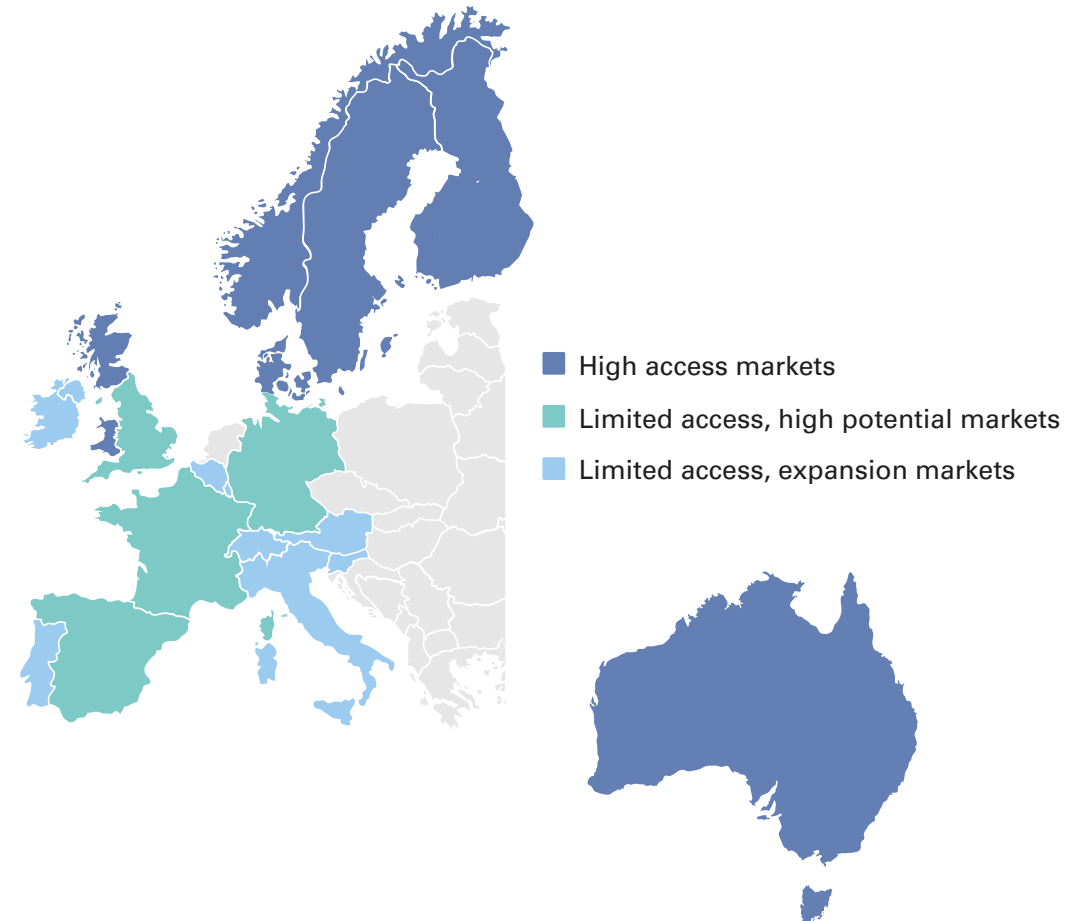 High access markets
Limited access, high potential markets
Limited access, expansion markets